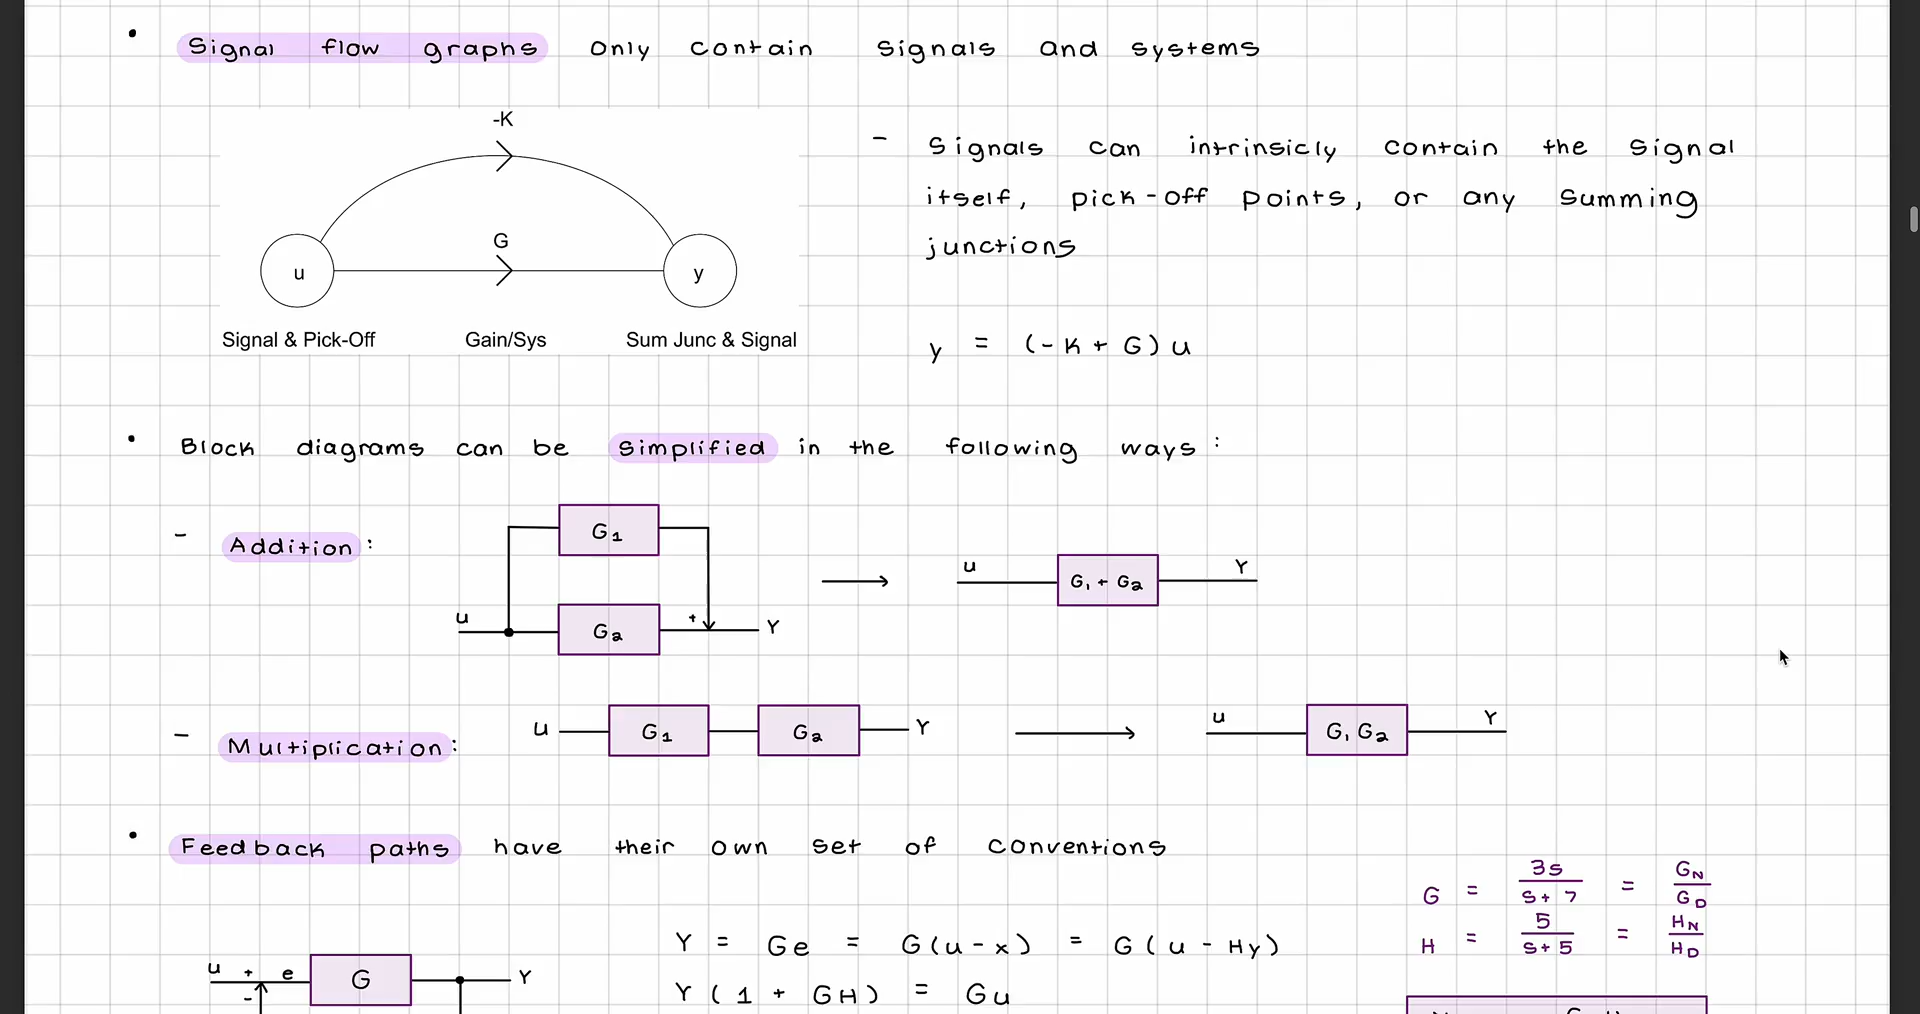 • Signal flow graphs only contain signals and systems
-K
G
u
y
Signal & Pick-Off Gain/Sys Sum Junc & Signal
- Signals can intrinsicly contain the signal
itself, pick-off points, or any summing
junctions
y = (-K + G) u
• Block diagrams can be simplified in the following ways:
- Addition:
G1
u
G2
+
Y
u
G1 + G2
Y
- Multiplication:
u
G1
G2
Y
u
G1 G2
Y
• Feedback paths have their own set of conventions
G = 3s / s+7 = GN / GD
H = 5 / s+5 = HN / HD
u + e
-
G
Y
Y = Ge = G(u-x) = G(u-Hy)
Y (1 + GH) = Gu